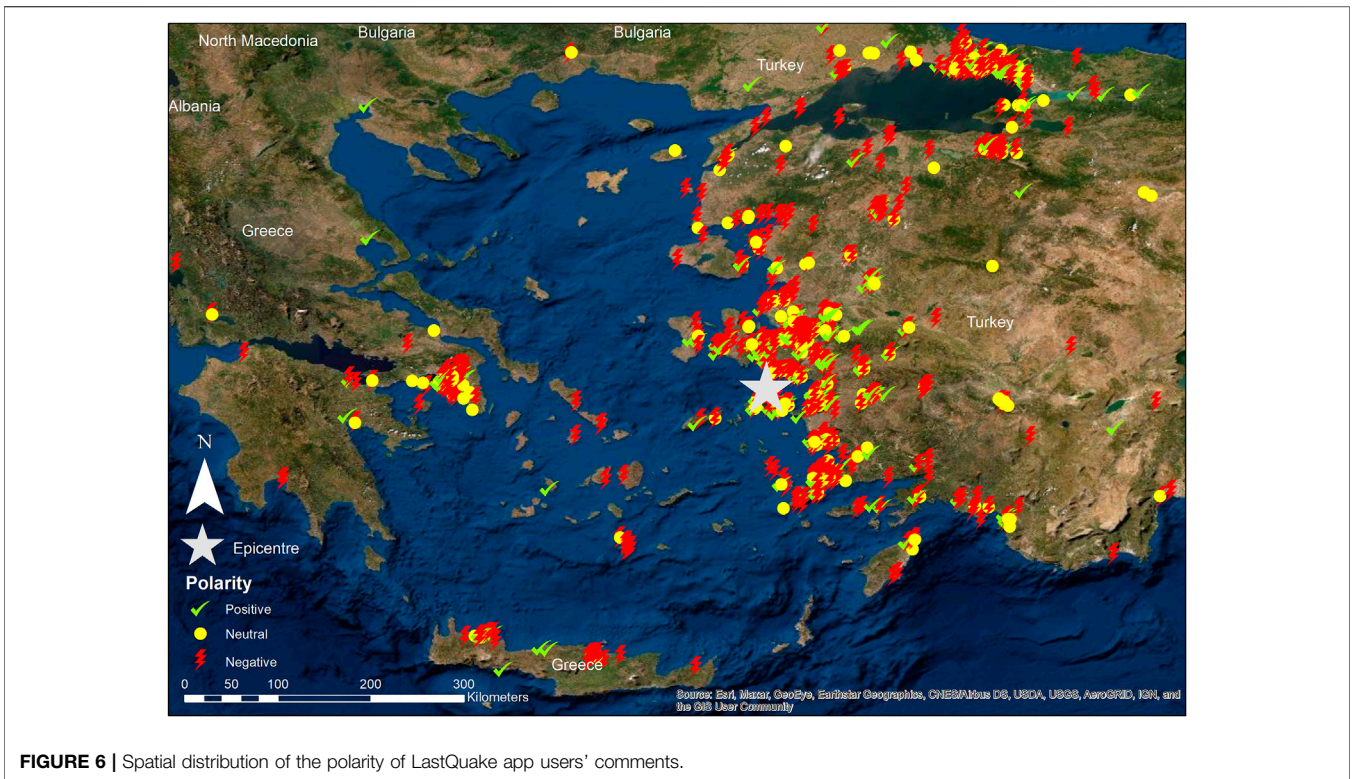 North Macedonia
Bulgaria
Bulgaria
Turkey
Albania
Greece
Turkey
N
Epicentre
Polarity
Positive
Neutral
Negative
Greece
0 50 100 200 300
Kilometers
Source: Esri, Maxar, GeoEye, Earthstar Geographics, CNES/Airbus DS, USDA, USGS, AeroGRID, IGN, and
the GIS User Community
FIGURE 6 | Spatial distribution of the polarity of LastQuake app users’ comments.